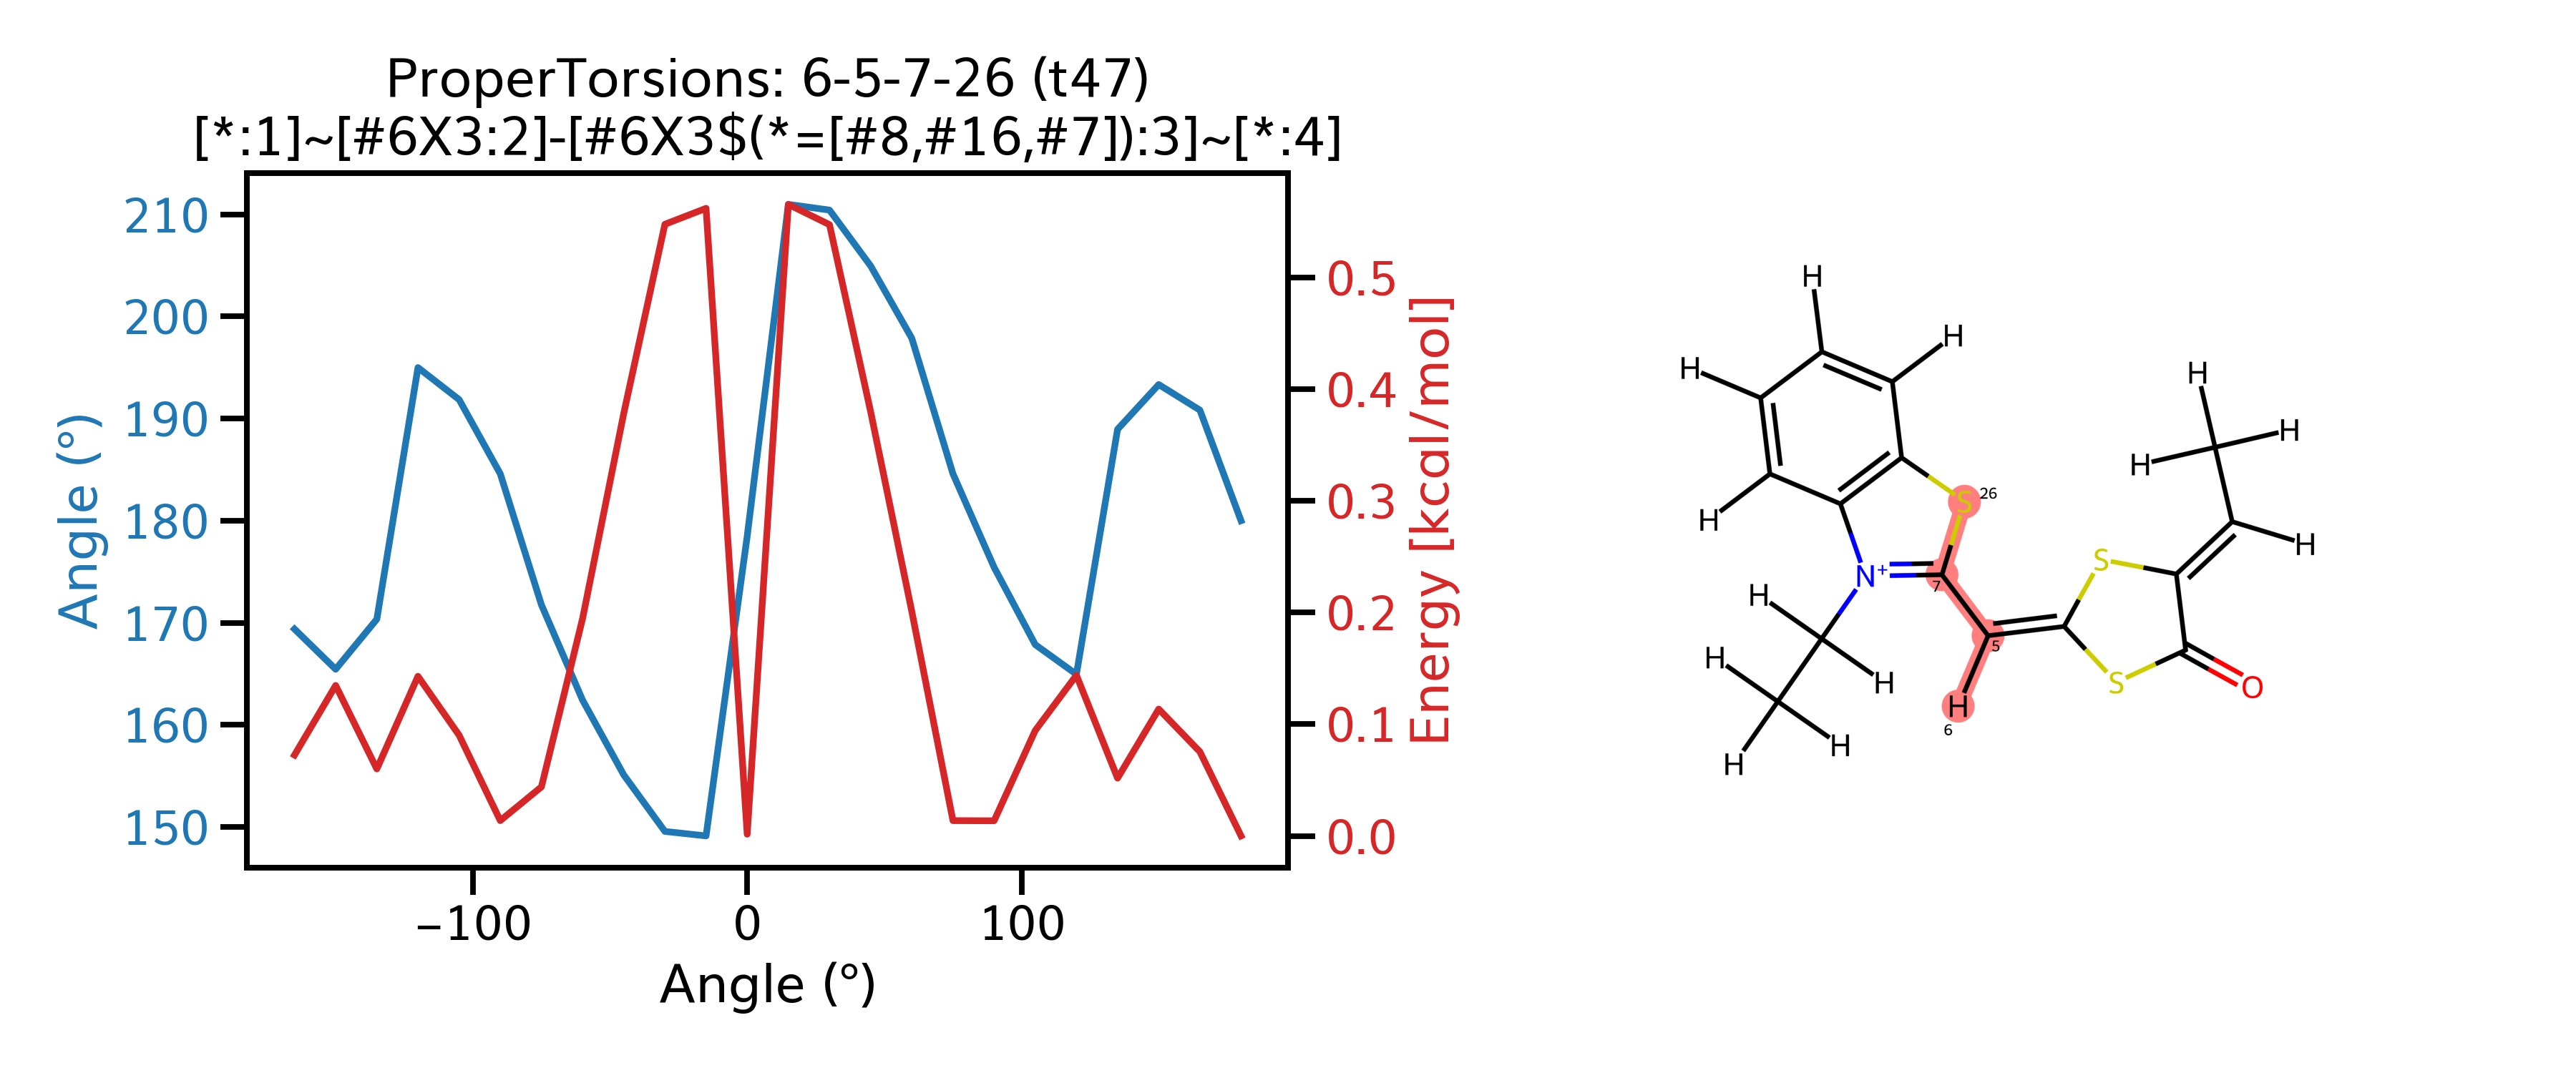 ProperTorsions: 6-5-7-26 (t47)
[*:1]~[#6X3:2]-[#6X3$(*=[#8,#16,#7]):3]~[*:4]
210
200
190
180
170
160
150
Angle (°)
−100
0
100
Angle (°)
0.5
0.4
0.3
0.2
0.1
0.0
Energy [kcal/mol]
H
H
H
H
H
H
H
S 26
H
S
H
N+
7
H
5
H
H
S
O
H
6
H
H